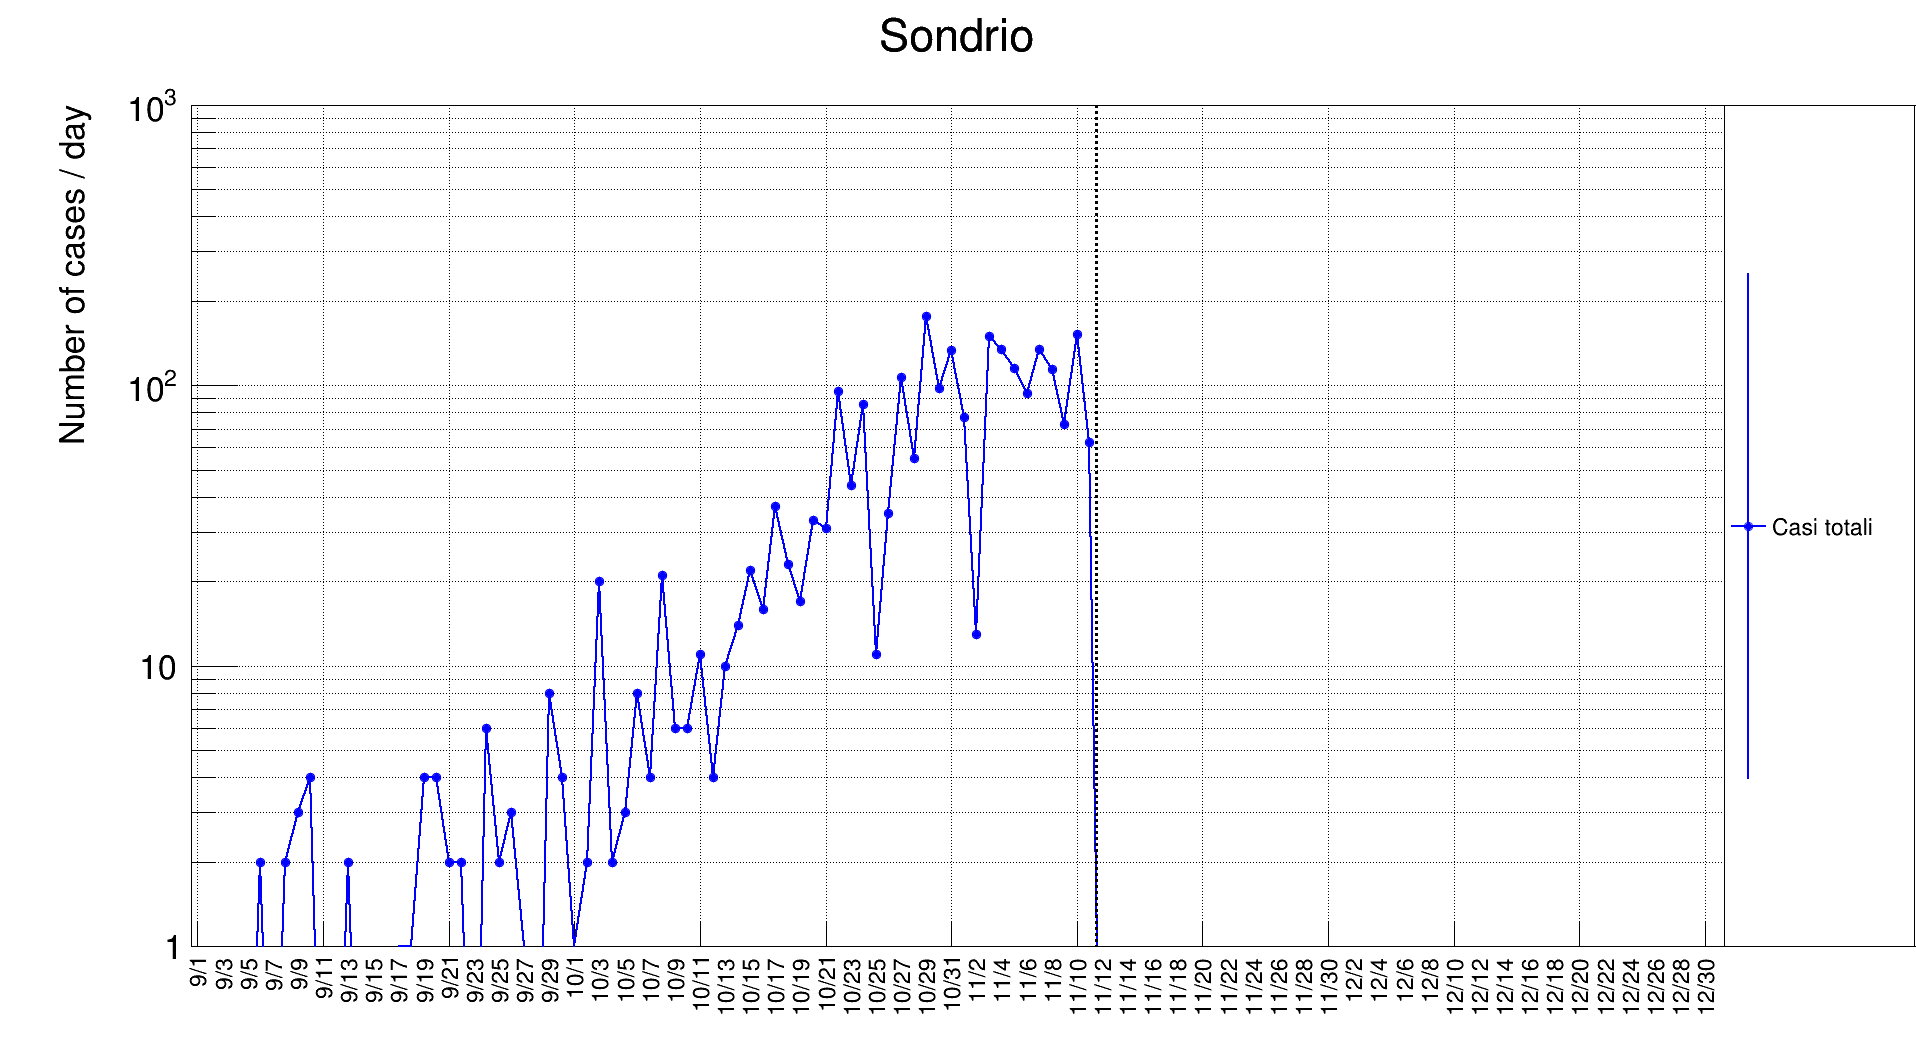 Sondrio
Number of cases / day
10³
10²
10
1
9/1 9/3 9/5 9/7 9/9 9/11 9/13 9/15 9/17 9/19 9/21 9/23 9/25 9/27 9/29 10/1 10/3 10/5 10/7 10/9 10/11 10/13 10/15 10/17 10/19 10/21 10/23 10/25 10/27 10/29 10/31 11/2 11/4 11/6 11/8 11/10 11/12 11/14 11/16 11/18 11/20 11/22 11/24 11/26 11/28 11/30 12/2 12/4 12/6 12/8 12/10 12/12 12/14 12/16 12/18 12/20 12/22 12/24 12/26 12/28 12/30
Casi totali